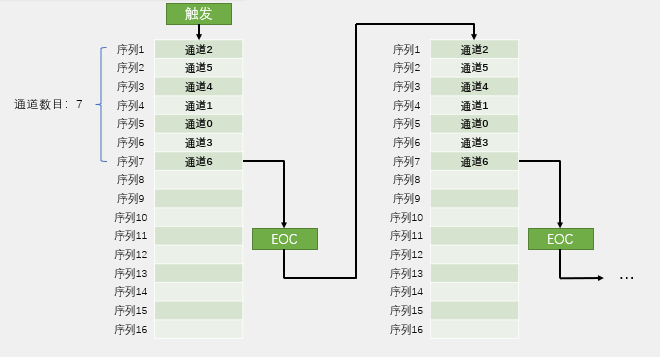 触发
通道数目：7
序列1 通道2
序列2 通道5
序列3 通道4
序列4 通道1
序列5 通道0
序列6 通道3
序列7 通道6
序列8
序列9
序列10
序列11
序列12
序列13
序列14
序列15
序列16
EOC
序列1 通道2
序列2 通道5
序列3 通道4
序列4 通道1
序列5 通道0
序列6 通道3
序列7 通道6
序列8
序列9
序列10
序列11
序列12
序列13
序列14
序列15
序列16
EOC
…